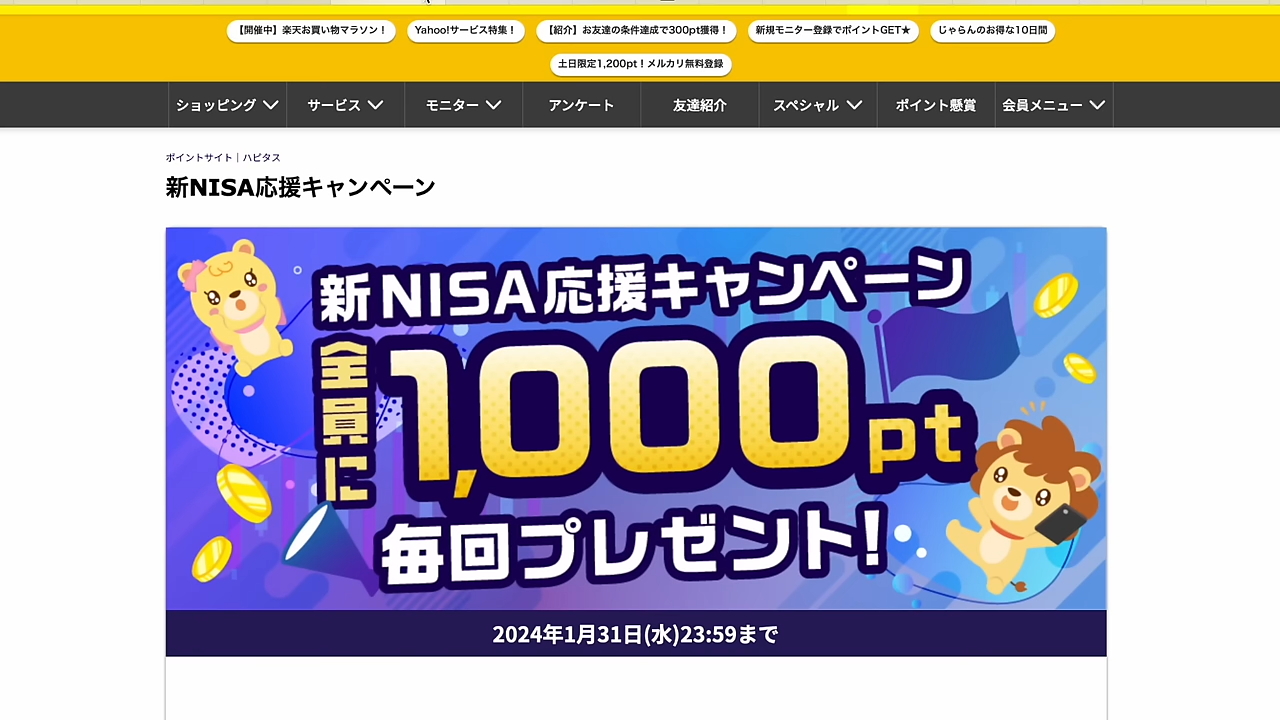 【開催中】楽天お買い物マラソン！
Yahoo!サービス特集！
【紹介】お友達の条件達成で300pt獲得！
新規モニター登録でポイントGET★
じゃらんのお得な10日間
土日限定1,200pt！メルカリ無料登録
ショッピング
サービス
モニター
アンケート
友達紹介
スペシャル
ポイント懸賞
会員メニュー
ポイントサイト｜ハピタス
新NISA応援キャンペーン
新NISA応援キャンペーン
全員に
1,000pt
毎回プレゼント!
2024年1月31日(水)23:59まで